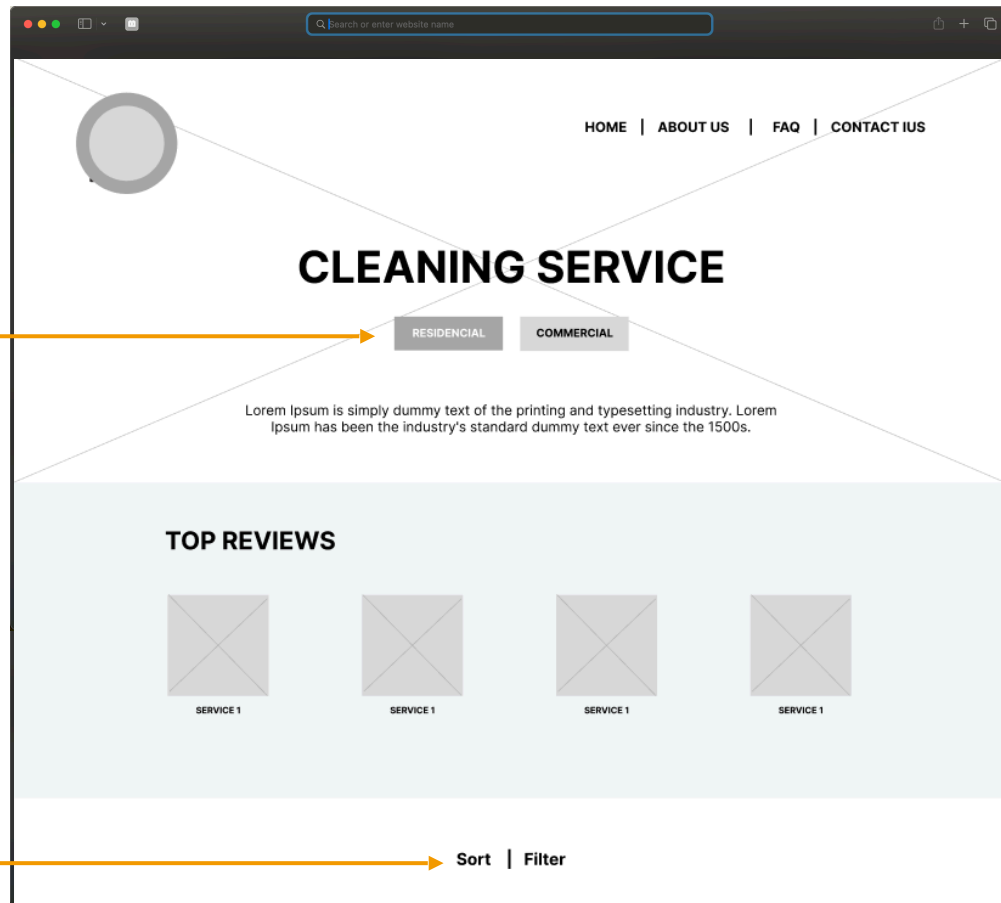 Search or enter website name
HOME | ABOUT US | FAQ | CONTACT IUS
CLEANING SERVICE
RESIDENCIAL COMMERCIAL
Lorem Ipsum is simply dummy text of the printing and typesetting industry. Lorem
Ipsum has been the industry's standard dummy text ever since the 1500s.
TOP REVIEWS
SERVICE 1 SERVICE 1 SERVICE 1 SERVICE 1
Sort | Filter